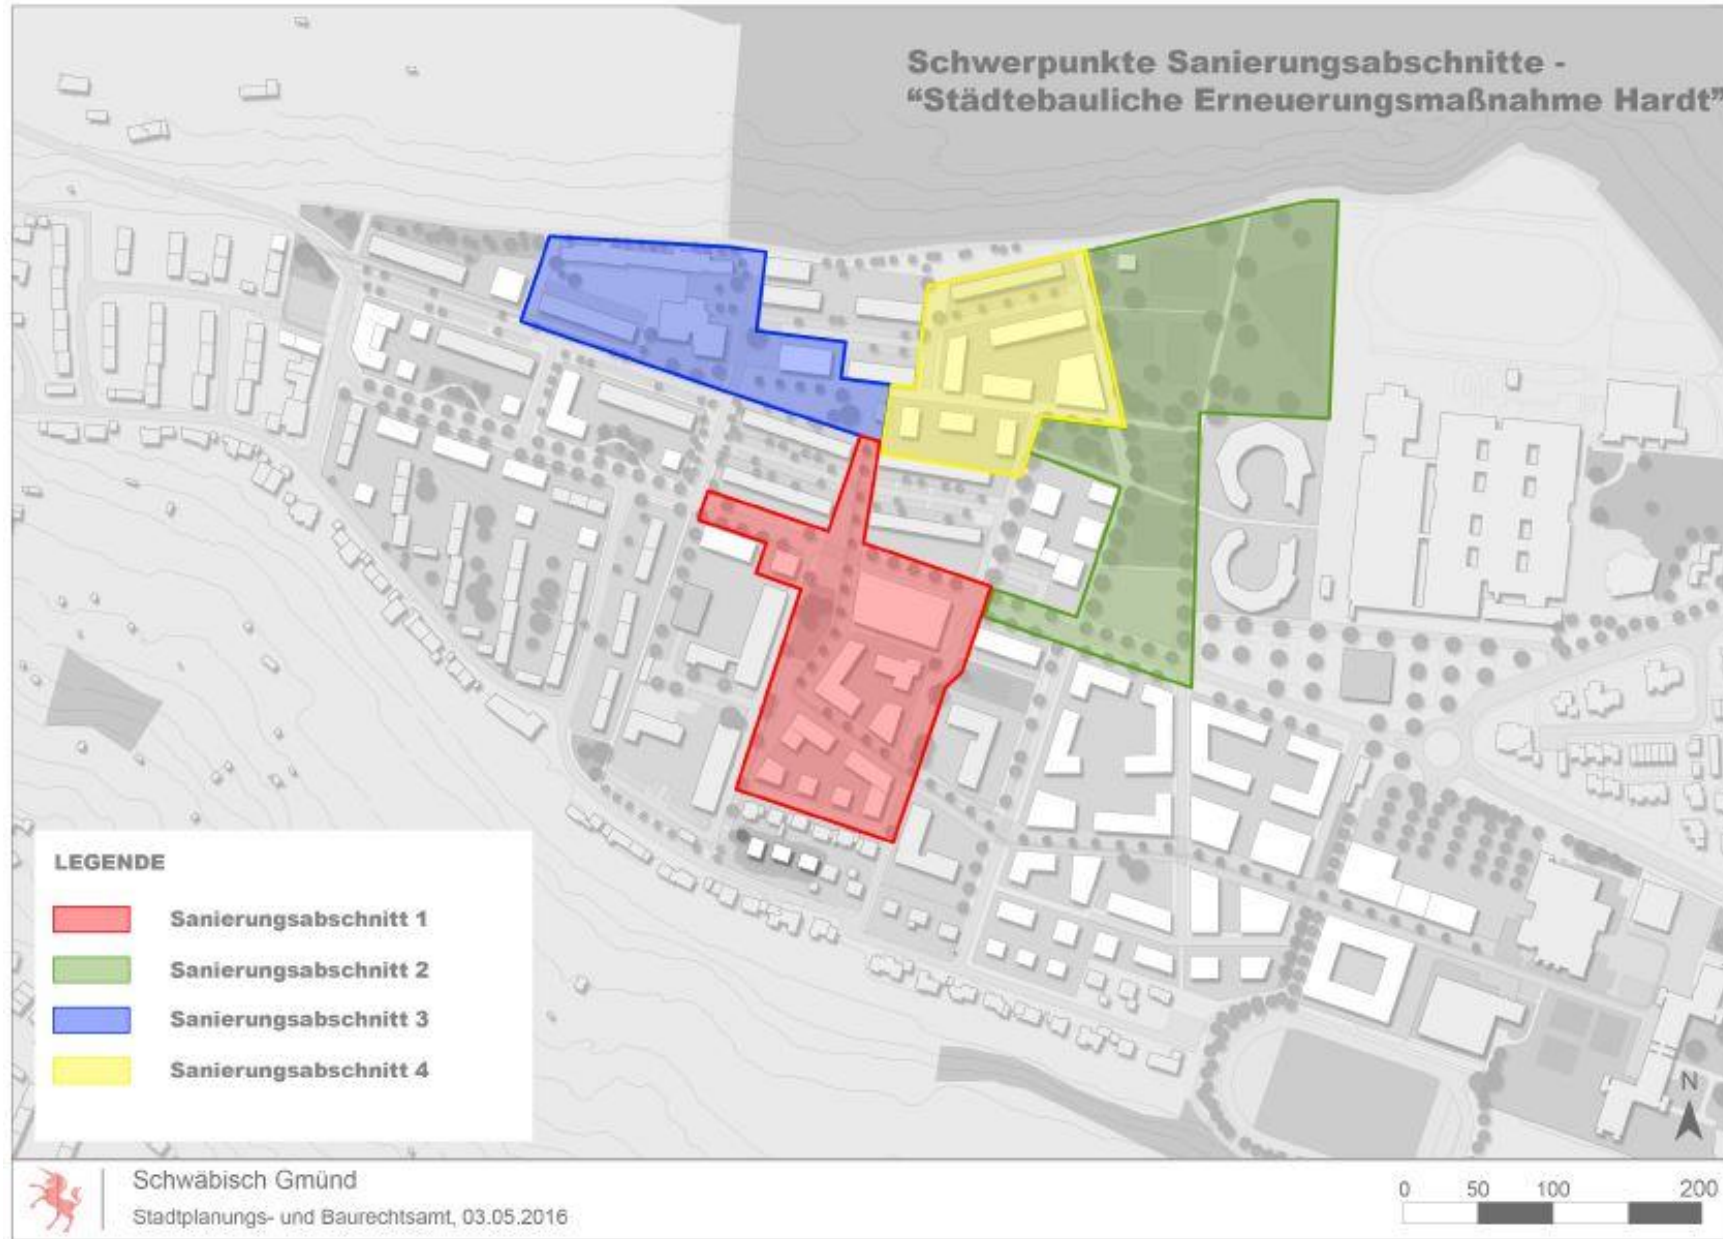 Schwerpunkte Sanierungsabschnitte -
“Städtebauliche Erneuerungsmaßnahme Hardt”
LEGENDE
Sanierungsabschnitt 1
Sanierungsabschnitt 2
Sanierungsabschnitt 3
Sanierungsabschnitt 4
N
Schwäbisch Gmünd
Stadtplanungs- und Baurechtsamt, 03.05.2016
0 50 100 200